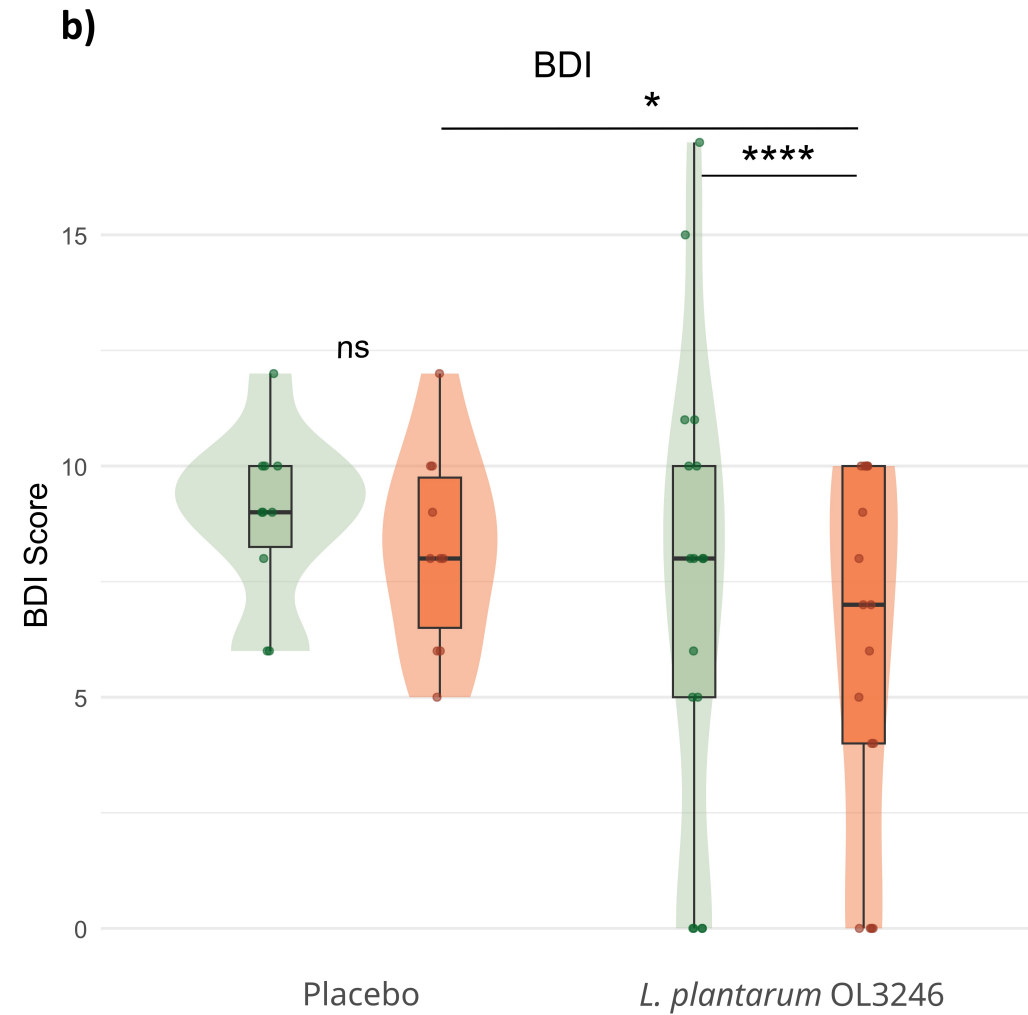 b)
BDI
*
****
15
ns
10
BDI Score
5
0
Placebo
L. plantarum OL3246